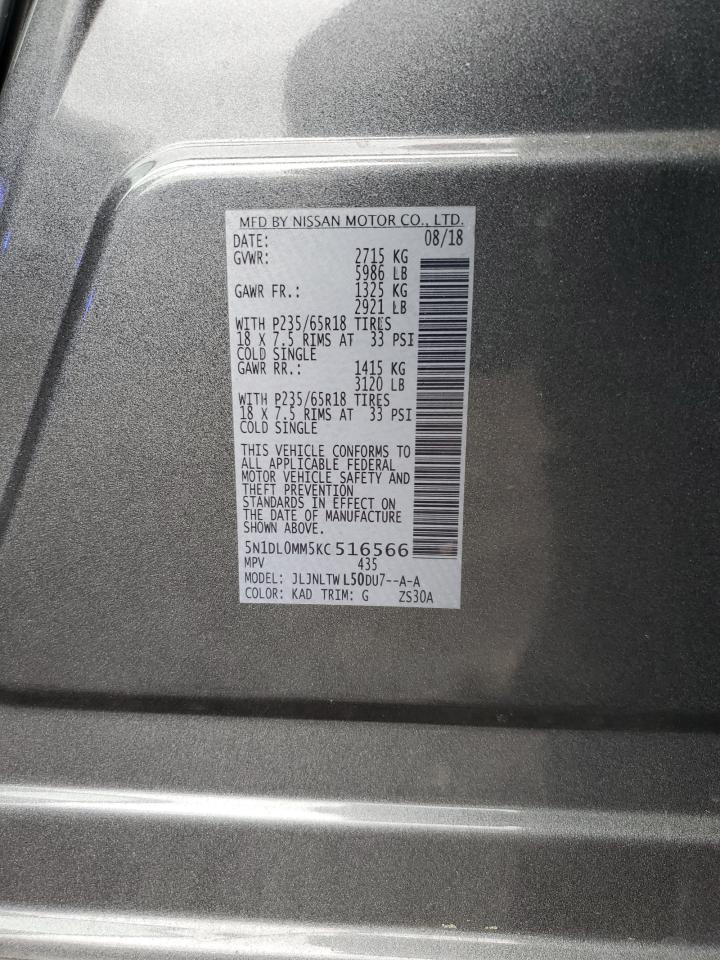 MFD BY NISSAN MOTOR CO., LTD.
DATE: 08/18
GVWR: 2715 KG
5986 LB
GAWR FR.: 1325 KG
2921 LB
WITH P235/65R18 TIRES
18 X 7.5 RIMS AT 33 PSI
COLD SINGLE
GAWR RR.: 1415 KG
3120 LB
WITH P235/65R18 TIRES
18 X 7.5 RIMS AT 33 PSI
COLD SINGLE
THIS VEHICLE CONFORMS TO
ALL APPLICABLE FEDERAL
MOTOR VEHICLE SAFETY AND
THEFT PREVENTION
STANDARDS IN EFFECT ON
THE DATE OF MANUFACTURE
SHOWN ABOVE.
5N1DL0MM5KC516566
MPV 435
MODEL: JLJNLTWL50DU7--A-A
COLOR: KAD TRIM: G ZS30A